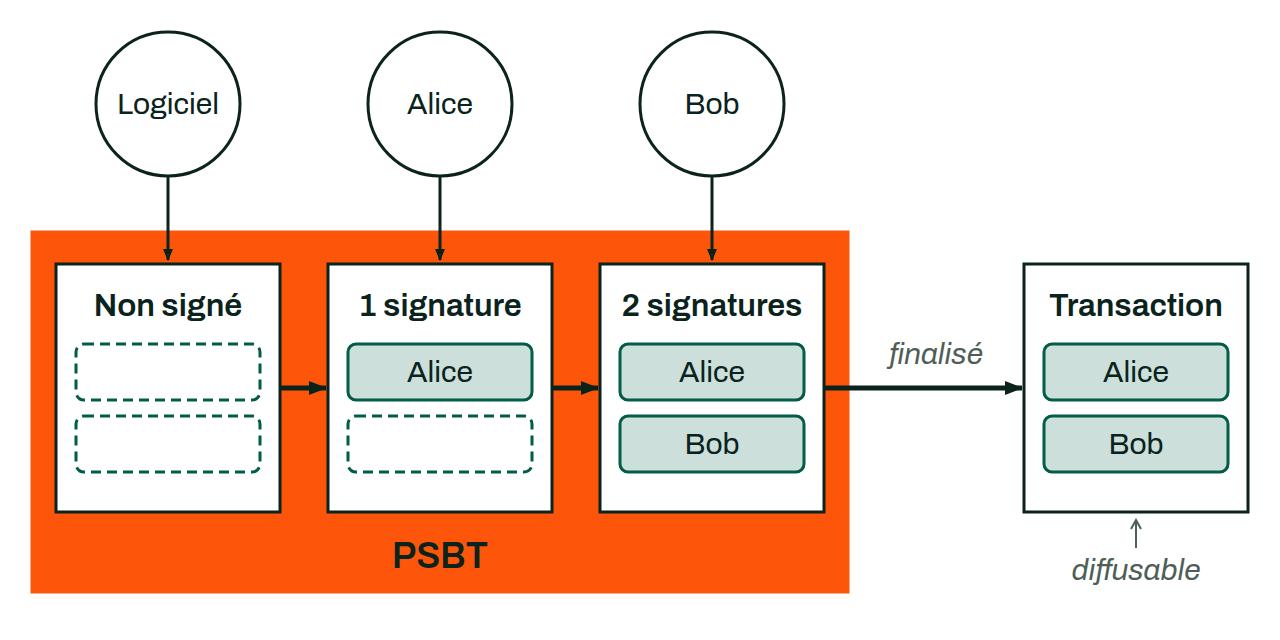 Logiciel
Alice
Bob
Non signé
1 signature
Alice
2 signatures
Alice
Bob
finalisé
Transaction
Alice
Bob
PSBT
diffusable